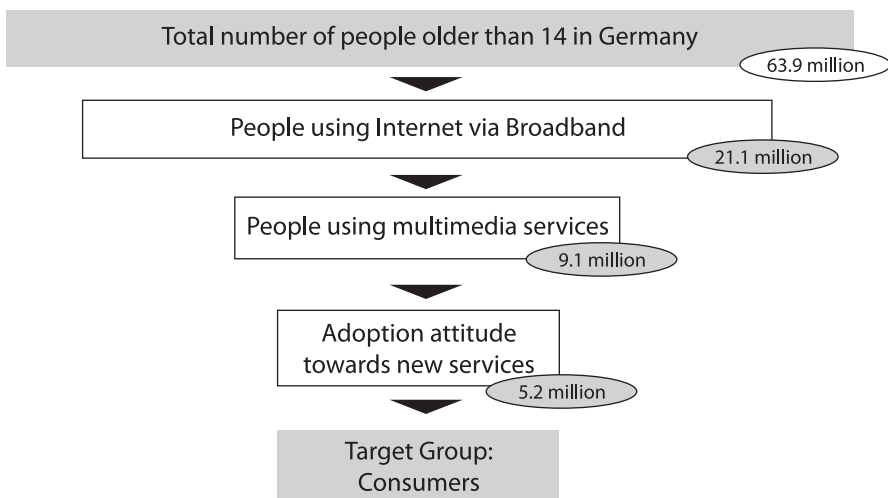 Total number of people older than 14 in Germany
63.9 million
People using Internet via Broadband
21.1 million
People using multimedia services
9.1 million
Adoption attitude
towards new services
5.2 million
Target Group:
Consumers